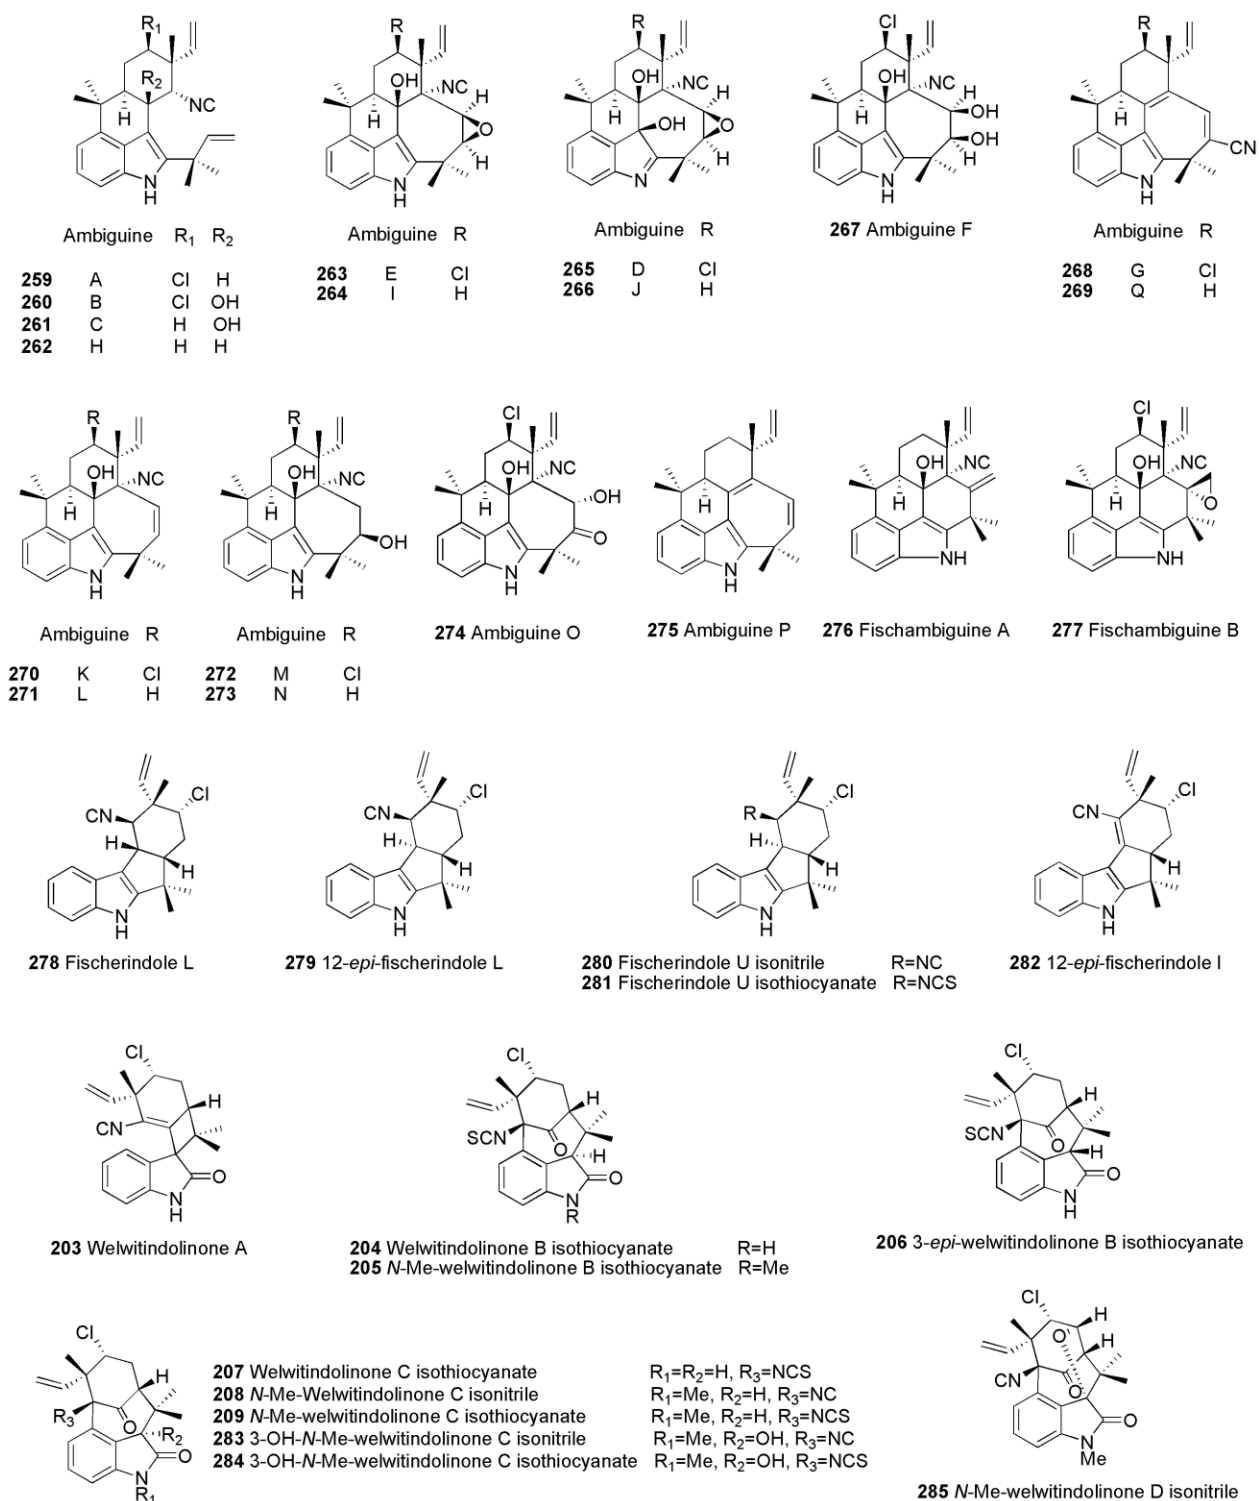 R1
R2
H
NC
N
H
Ambiguine R1 R2
259 A Cl H
260 B Cl OH
261 C H OH
262 H H H
R
OH
NC
H
H
O
H
N
H
Ambiguine R
263 E Cl
264 I H
R
OH
NC
H
H
OH
O
H
N
Ambiguine R
265 D Cl
266 J H
Cl
OH
NC
H
H
OH
OH
H
N
H
267 Ambiguine F
R
H
CN
N
H
Ambiguine R
268 G Cl
269 Q H
R
OH
NC
H
N
H
Ambiguine R
270 K Cl
271 L H
R
OH
NC
H
OH
N
H
Ambiguine R
272 M Cl
273 N H
Cl
OH
NC
H
OH
O
N
H
274 Ambiguine O
H
N
H
275 Ambiguine P
OH
NC
H
NH
276 Fischambiguine A
Cl
OH
NC
H
O
NH
277 Fischambiguine B
Cl
CN
H
H
N
H
278 Fischerindole L
Cl
CN
H
H
N
H
279 12-epi-fischerindole L
Cl
R
H
H
N
H
280 Fischerindole U isonitrile R=NC
281 Fischerindole U isothiocyanate R=NCS
Cl
CN
H
N
H
282 12-epi-fischerindole I
Cl
H
CN
O
N
H
203 Welwitindolinone A
Cl
H
SCN
O
H
O
N
R
204 Welwitindolinone B isothiocyanate R=H
205 N-Me-welwitindolinone B isothiocyanate R=Me
Cl
H
SCN
O
H
O
N
H
206 3-epi-welwitindolinone B isothiocyanate
Cl
H
R3
O
R2
O
N
R1
207 Welwitindolinone C isothiocyanate R1=R2=H, R3=NCS
208 N-Me-Welwitindolinone C isonitrile R1=Me, R2=H, R3=NC
209 N-Me-welwitindolinone C isothiocyanate R1=Me, R2=H, R3=NCS
283 3-OH-N-Me-welwitindolinone C isonitrile R1=Me, R2=OH, R3=NC
284 3-OH-N-Me-welwitindolinone C isothiocyanate R1=Me, R2=OH, R3=NCS
Cl
H
O
H
CN
O
O
N
Me
285 N-Me-welwitindolinone D isonitrile